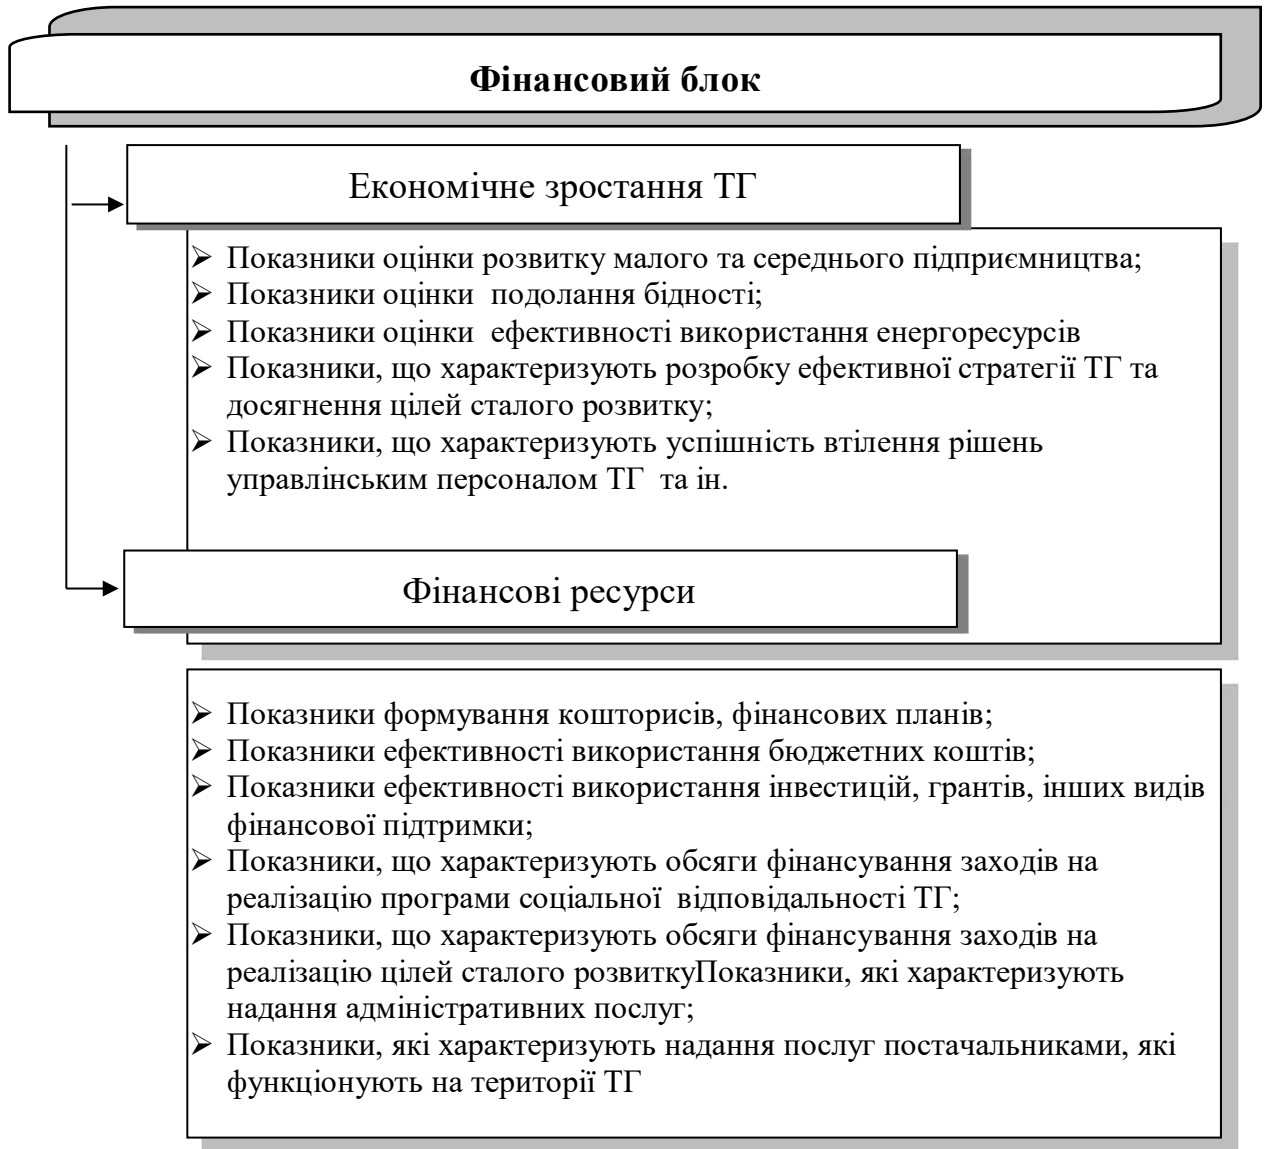 Фінансовий блок
Економічне зростання ТГ
➢ Показники оцінки розвитку малого та середнього підприємництва;
➢ Показники оцінки  подолання бідності;
➢ Показники оцінки  ефективності використання енергоресурсів
➢ Показники, що характеризують розробку ефективної стратегії ТГ та
досягнення цілей сталого розвитку;
➢ Показники, що характеризують успішність втілення рішень
управлінським персоналом ТГ  та ін.
Фінансові ресурси
➢ Показники формування кошторисів, фінансових планів;
➢ Показники ефективності використання бюджетних коштів;
➢ Показники ефективності використання інвестицій, грантів, інших видів
фінансової підтримки;
➢ Показники, що характеризують обсяги фінансування заходів на
реалізацію програми соціальної  відповідальності ТГ;
➢ Показники, що характеризують обсяги фінансування заходів на
реалізацію цілей сталого розвиткуПоказники, які характеризують
надання адміністративних послуг;
➢ Показники, які характеризують надання послуг постачальниками, які
функціонують на території ТГ